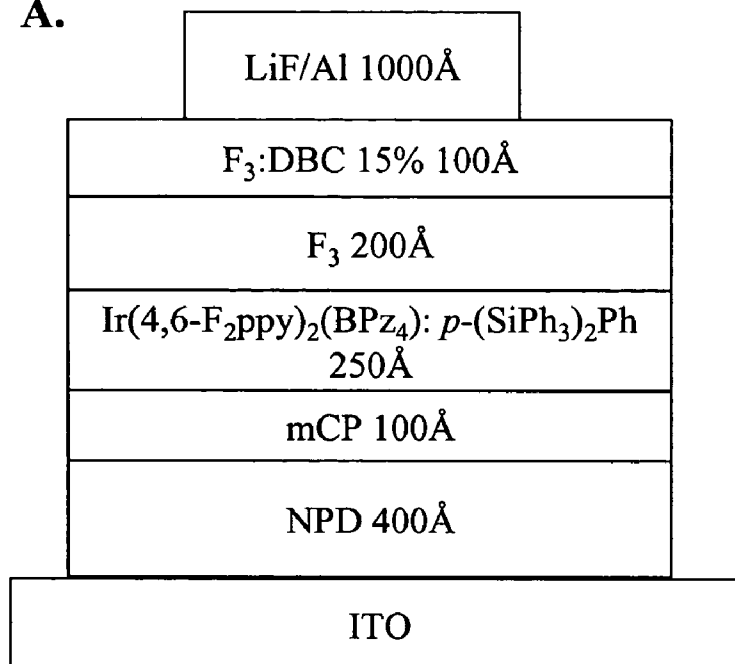 A.
LiF/Al 1000Å
F₃:DBC 15% 100Å
F₃ 200Å
Ir(4,6-F₂ppy)₂(BPz₄): p-(SiPh₃)₂Ph
250Å
mCP 100Å
NPD 400Å
ITO